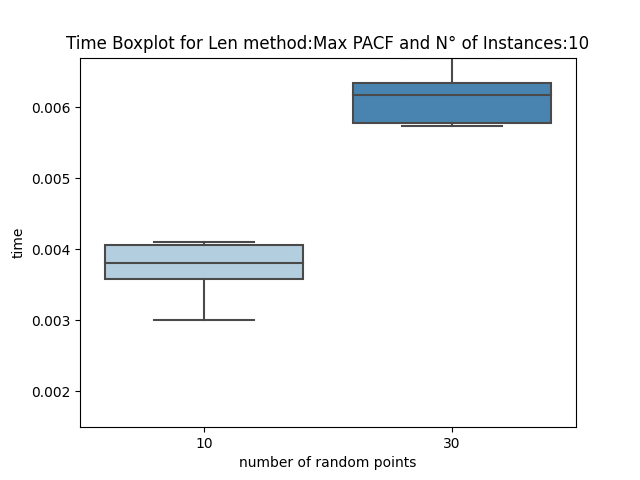 Time Boxplot for Len method:Max PACF and N° of Instances:10
0.006
0.005
0.004
0.003
0.002
time
10 30
number of random points